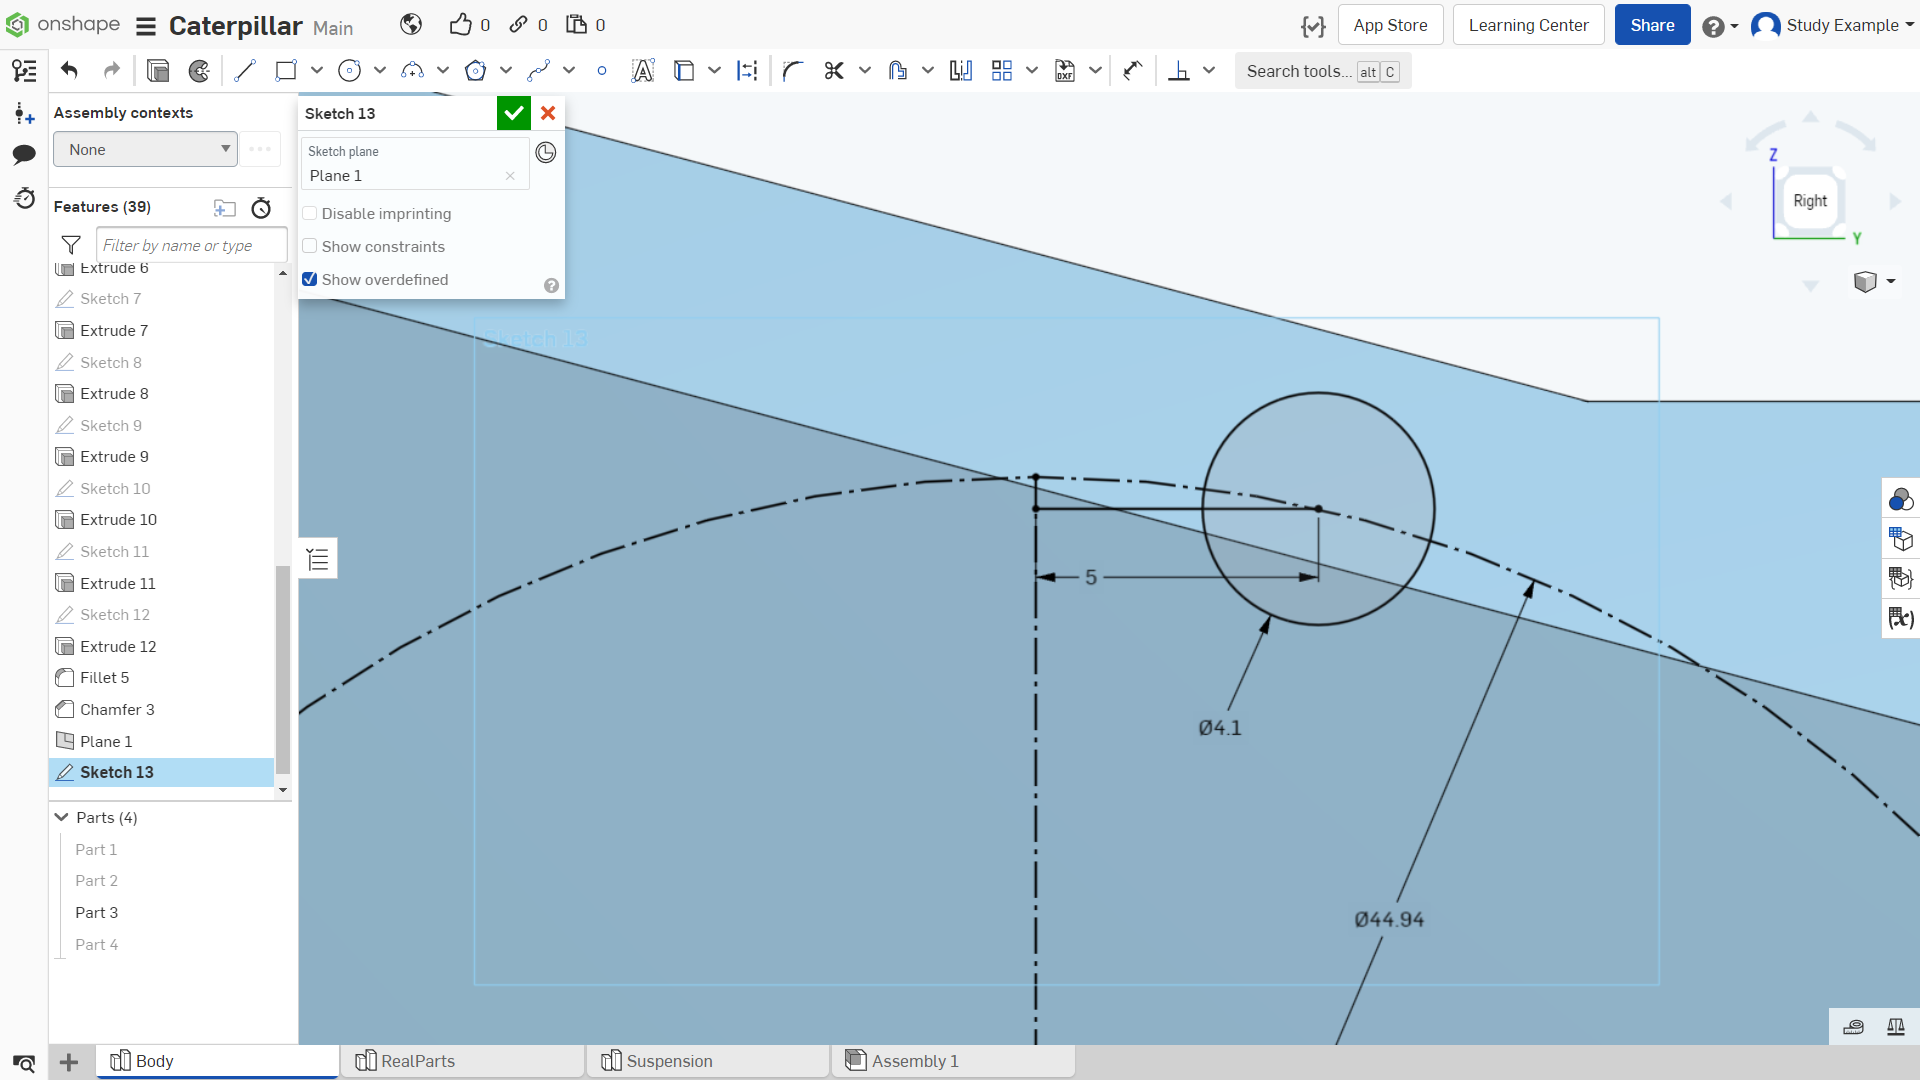 onshape
Caterpillar Main
0
0
0
App Store
Learning Center
Share
Study Example
Search tools... alt C
Assembly contexts
None
Features (39)
Filter by name or type
Extrude 6
Sketch 7
Extrude 7
Sketch 8
Extrude 8
Sketch 9
Extrude 9
Sketch 10
Extrude 10
Sketch 11
Extrude 11
Sketch 12
Extrude 12
Fillet 5
Chamfer 3
Plane 1
Sketch 13
Parts (4)
Part 1
Part 2
Part 3
Part 4
Sketch 13
Sketch plane
Plane 1
Disable imprinting
Show constraints
Show overdefined
Sketch 13
5
Ø4.1
Ø44.94
Z
Right
Y
Body
RealParts
Suspension
Assembly 1